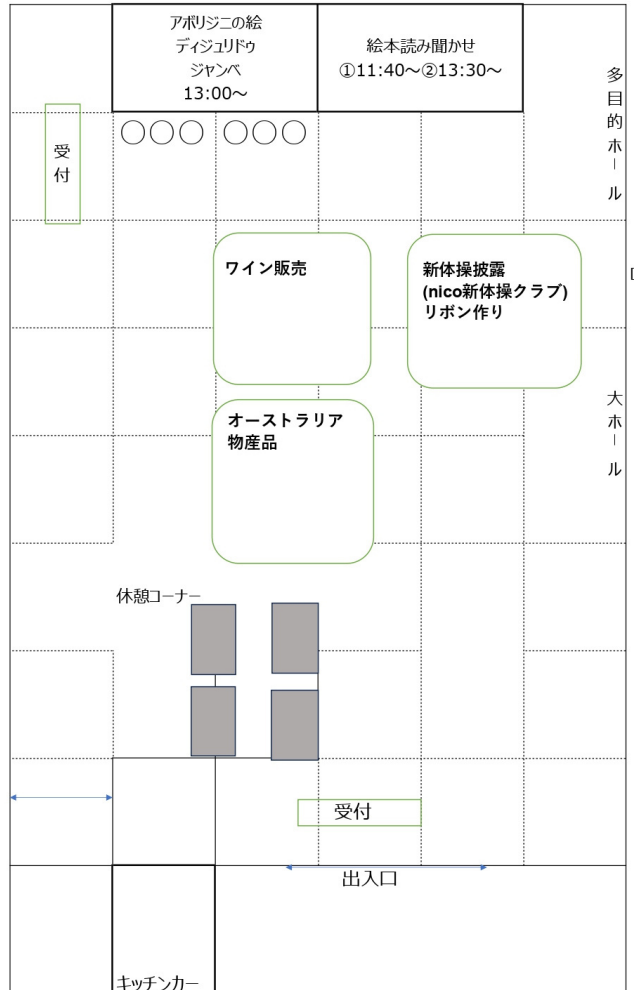 アボリジニの絵
ディジュリドゥ
ジャンベ
13:00～
絵本読み聞かせ
①11:40～②13:30～
多目的ホール
受付
ワイン販売
新体操披露
(nico新体操クラブ)
リボン作り
オーストラリア
物産品
大ホール
休憩コーナー
受付
出入口
キッチンカー